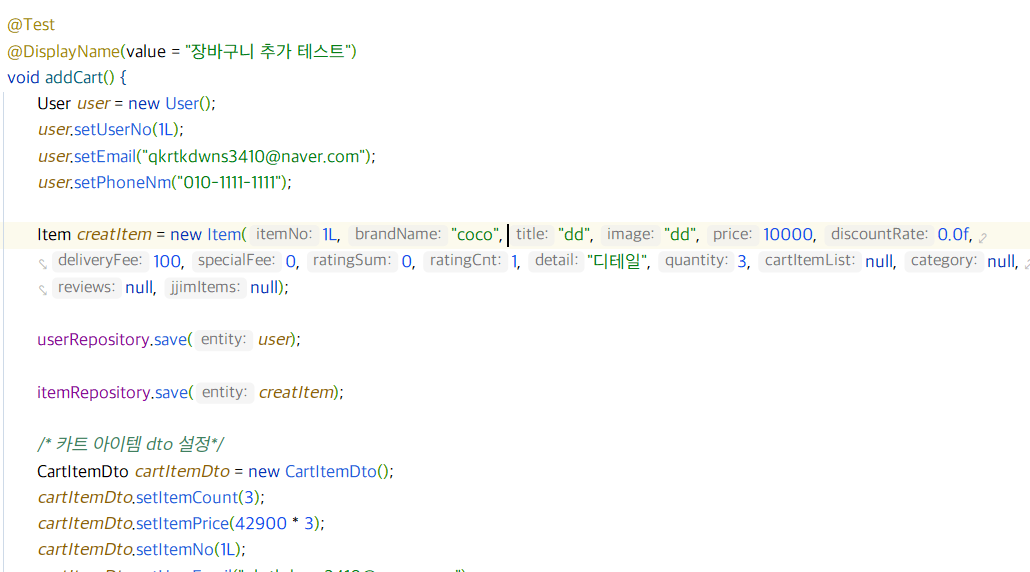 @Test
@DisplayName(value = "장바구니 추가 테스트")
void addCart() {
User user = new User();
user.setUserNo(1L);
user.setEmail("qkrtkdwns3410@naver.com");
user.setPhoneNm("010-1111-1111");
Item creatItem = new Item( itemNo: 1L, brandName: "coco", title: "dd", image: "dd", price: 10000, discountRate: 0.0f,
deliveryFee: 100, specialFee: 0, ratingSum: 0, ratingCnt: 1, detail: "디테일", quantity: 3, cartItemList: null, category: null,
reviews: null, jjimItems: null);
userRepository.save( entity: user);
itemRepository.save( entity: creatItem);
/* 카트 아이템 dto 설정*/
CartItemDto cartItemDto = new CartItemDto();
cartItemDto.setItemCount(3);
cartItemDto.setItemPrice(42900 * 3);
cartItemDto.setItemNo(1L);